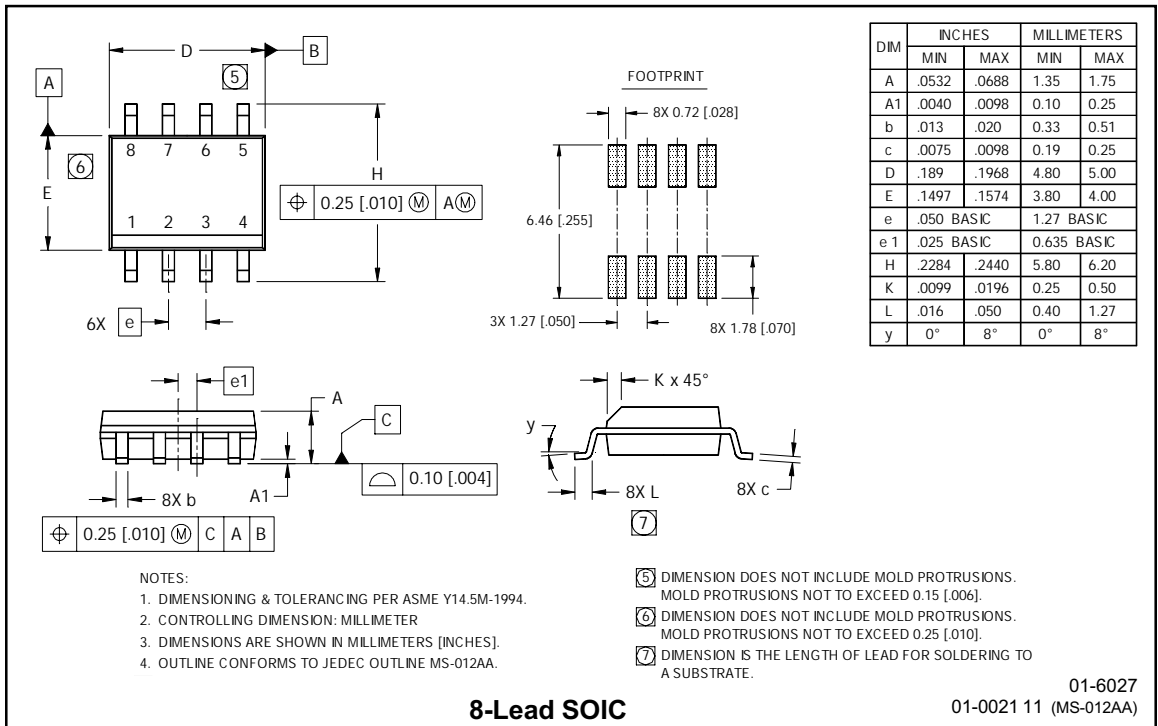 D
B
5
A
8 7 6 5
6
E
H
⌖ 0.25 [.010] Ⓜ AⓂ
1 2 3 4
6X e
FOOTPRINT
8X 0.72 [.028]
6.46 [.255]
3X 1.27 [.050]
8X 1.78 [.070]
DIM INCHES MILLIMETERS
MIN MAX MIN MAX
A .0532 .0688 1.35 1.75
A1 .0040 .0098 0.10 0.25
b .013 .020 0.33 0.51
c .0075 .0098 0.19 0.25
D .189 .1968 4.80 5.00
E .1497 .1574 3.80 4.00
e .050 BASIC 1.27 BASIC
e 1 .025 BASIC 0.635 BASIC
H .2284 .2440 5.80 6.20
K .0099 .0196 0.25 0.50
L .016 .050 0.40 1.27
y 0° 8° 0° 8°
e1
A
C
0.10 [.004]
8X b
A1
⌖ 0.25 [.010] Ⓜ C A B
K x 45°
y
8X L
8X c
7
NOTES:
1. DIMENSIONING & TOLERANCING PER ASME Y14.5M-1994.
2. CONTROLLING DIMENSION: MILLIMETER
3. DIMENSIONS ARE SHOWN IN MILLIMETERS [INCHES].
4. OUTLINE CONFORMS TO JEDEC OUTLINE MS-012AA.
5 DIMENSION DOES NOT INCLUDE MOLD PROTRUSIONS.
MOLD PROTRUSIONS NOT TO EXCEED 0.15 [.006].
6 DIMENSION DOES NOT INCLUDE MOLD PROTRUSIONS.
MOLD PROTRUSIONS NOT TO EXCEED 0.25 [.010].
7 DIMENSION IS THE LENGTH OF LEAD FOR SOLDERING TO
A SUBSTRATE.
8-Lead SOIC
01-6027
01-0021 11 (MS-012AA)